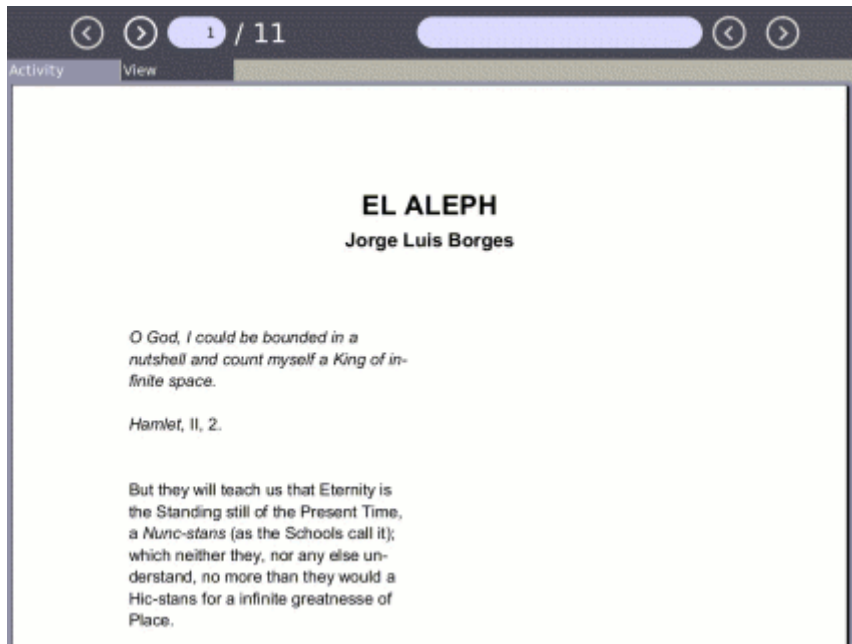 1 / 11
Activity View
EL ALEPH
Jorge Luis Borges
O God, I could be bounded in a
nutshell and count myself a King of in-
finite space.
Hamlet, II, 2.
But they will teach us that Eternity is
the Standing still of the Present Time,
a Nunc-stans (as the Schools call it);
which neither they, nor any else un-
derstand, no more than they would a
Hic-stans for a infinite greatnesse of
Place.